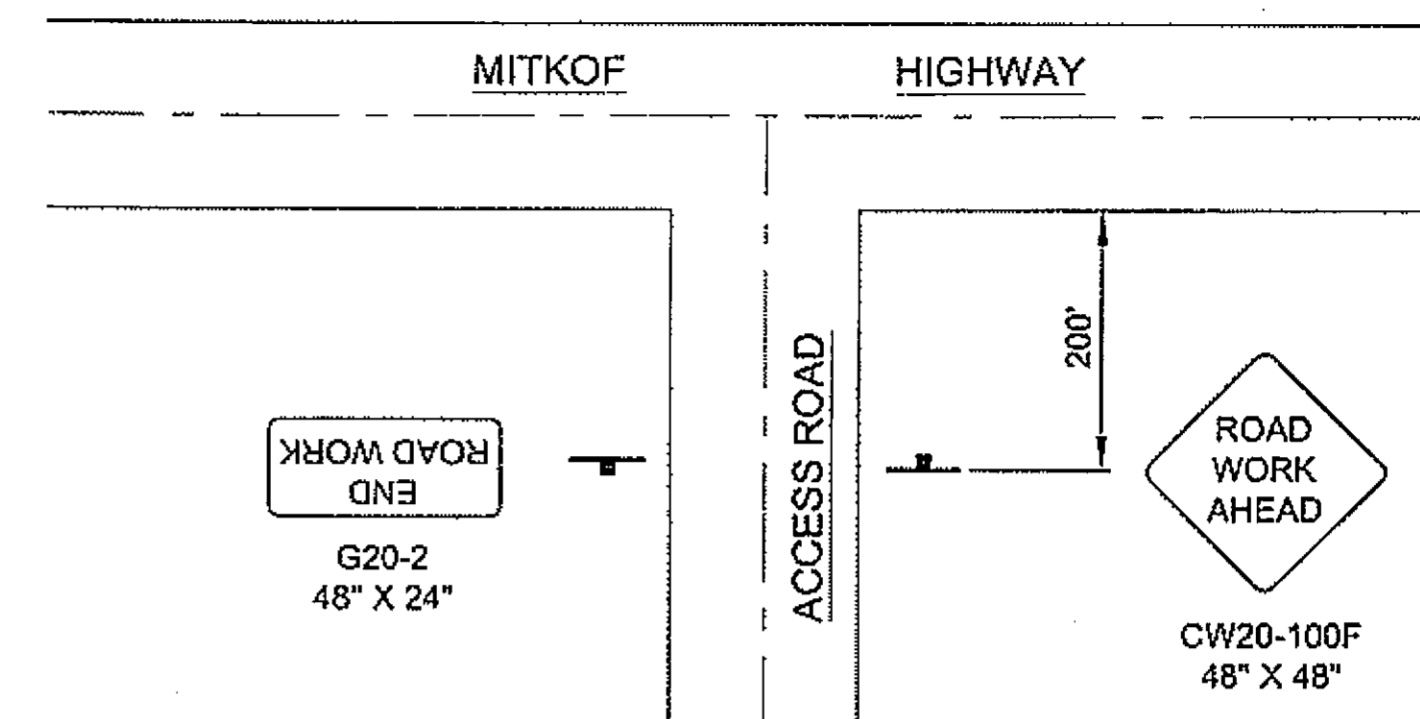 MITKOF HIGHWAY
200'
ACCESS ROAD
END
ROAD WORK
G20-2
48" X 24"
ROAD
WORK
AHEAD
CW20-100F
48" X 48"